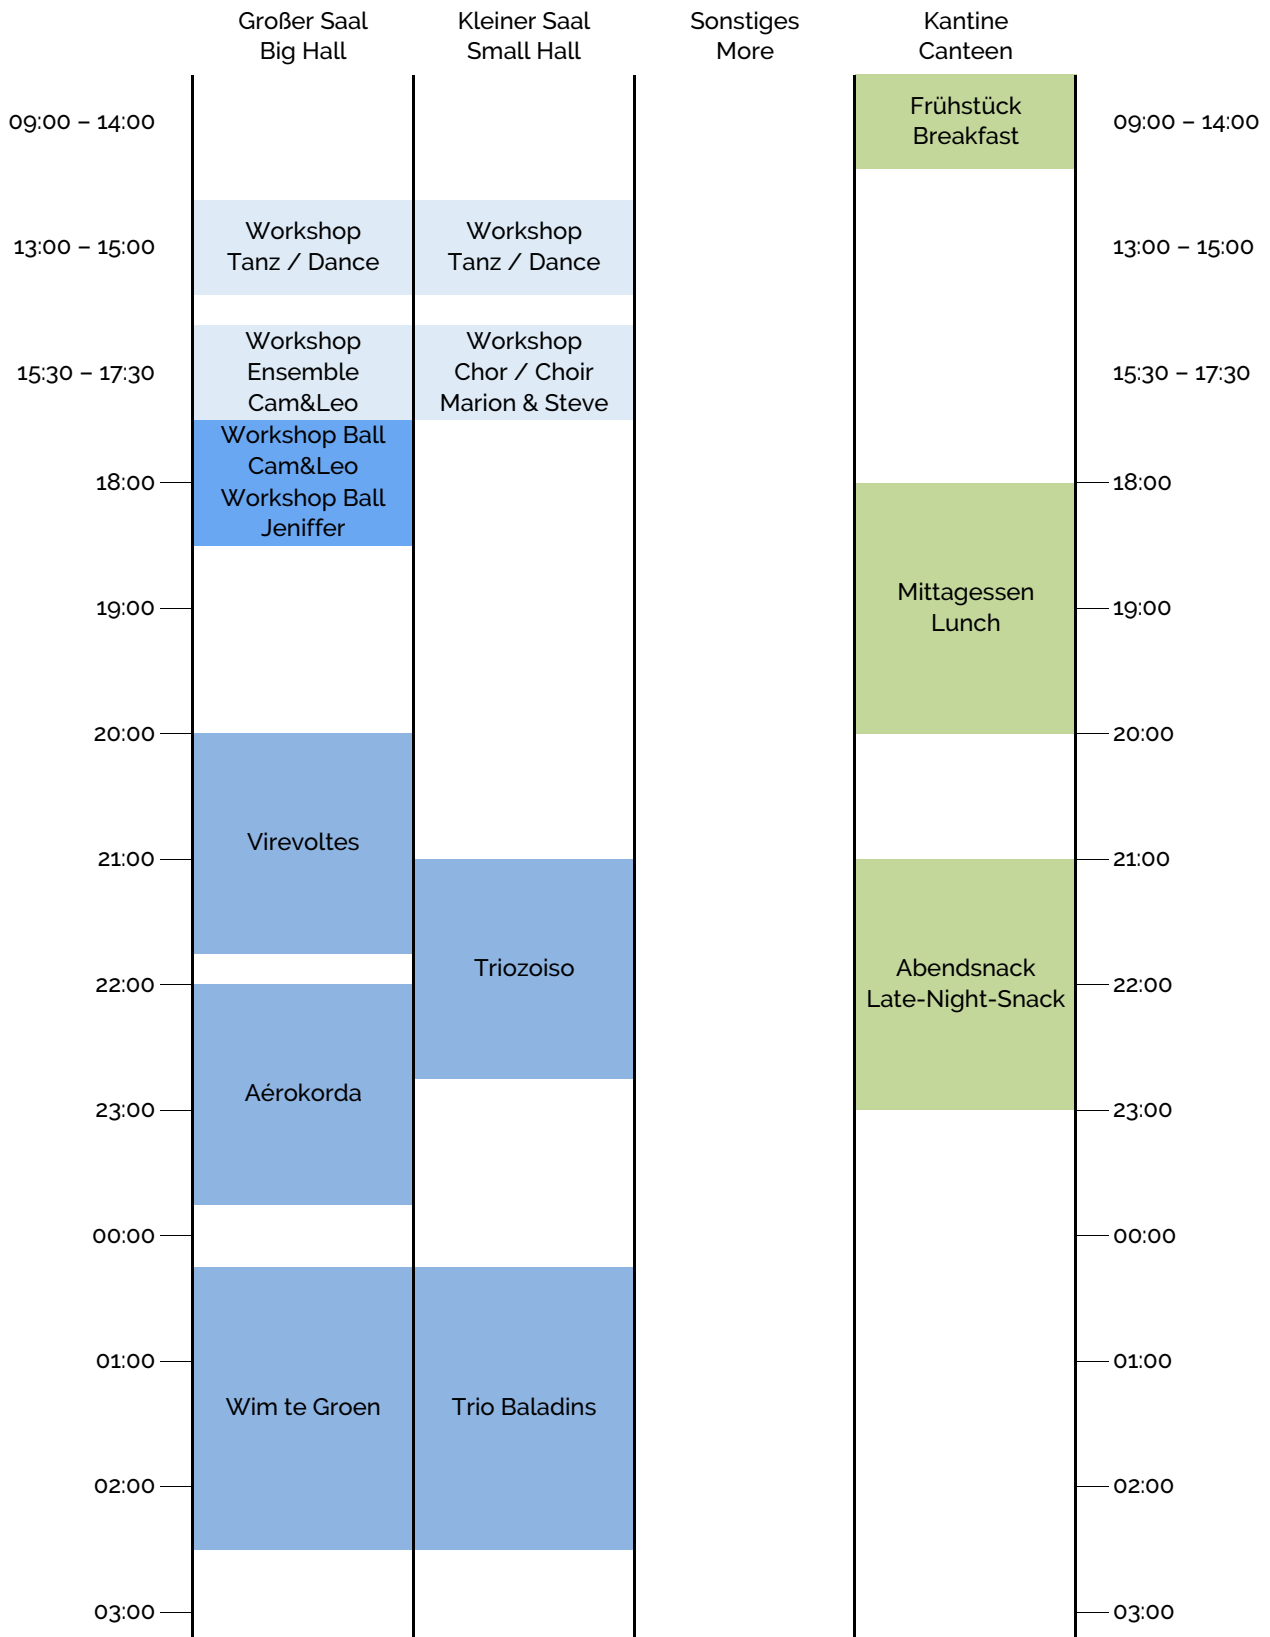 Großer Saal
Big Hall
Kleiner Saal
Small Hall
Sonstiges
More
Kantine
Canteen
09:00 – 14:00
Frühstück
Breakfast
09:00 – 14:00
13:00 – 15:00
Workshop
Tanz / Dance
Workshop
Tanz / Dance
13:00 – 15:00
15:30 – 17:30
Workshop
Ensemble
Cam&Leo
Workshop
Chor / Choir
Marion & Steve
15:30 – 17:30
Workshop Ball
Cam&Leo
18:00
18:00
Workshop Ball
Jeniffer
19:00
Mittagessen
Lunch
19:00
20:00
20:00
Virevoltes
21:00
21:00
Triozoiso
Abendsnack
Late-Night-Snack
22:00
22:00
Aérokorda
23:00
23:00
00:00
00:00
01:00
01:00
Wim te Groen
Trio Baladins
02:00
02:00
03:00
03:00